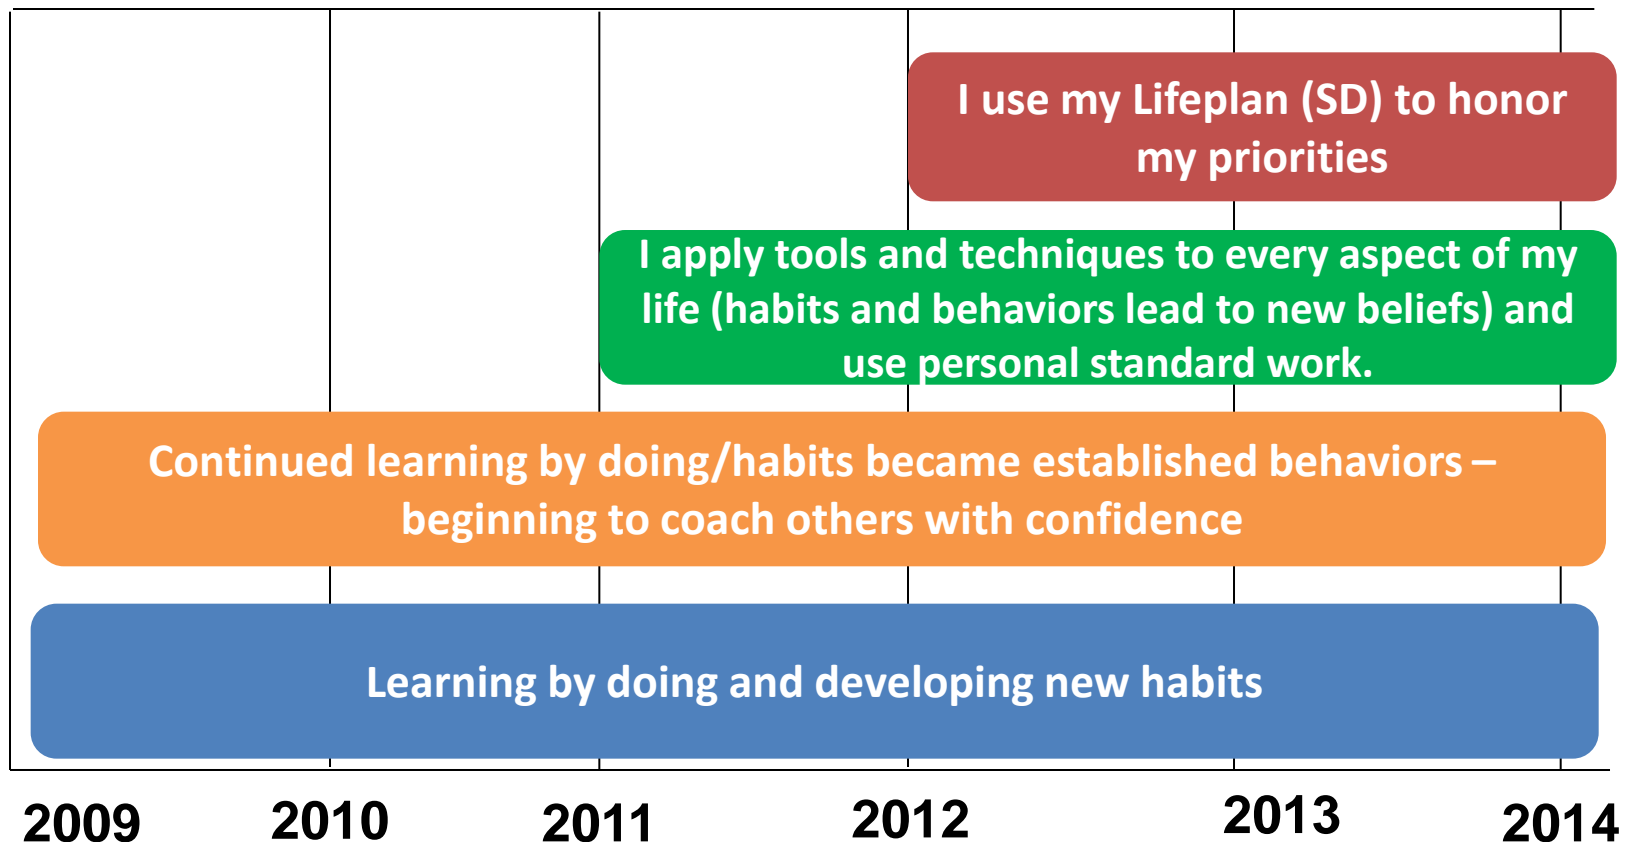 I use my Lifeplan (SD) to honor
my priorities
I apply tools and techniques to every aspect of my
life (habits and behaviors lead to new beliefs) and
use personal standard work.
Continued learning by doing/habits became established behaviors –
beginning to coach others with confidence
Learning by doing and developing new habits
2009 2010 2011 2012 2013 2014